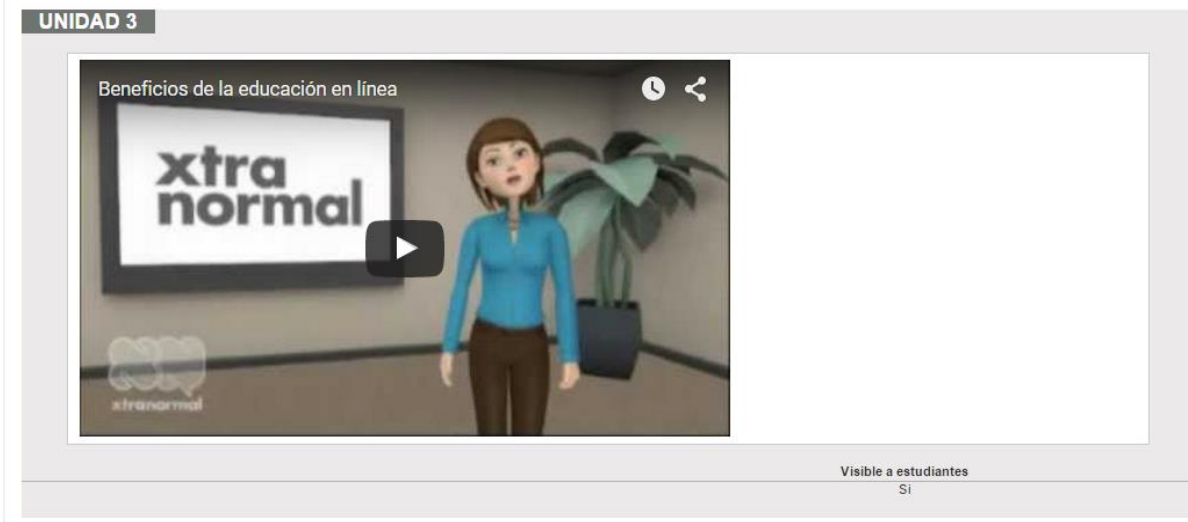 UNIDAD 3
Beneficios de la educación en línea
xtra
normal
xtranormal
Visible a estudiantes
Si